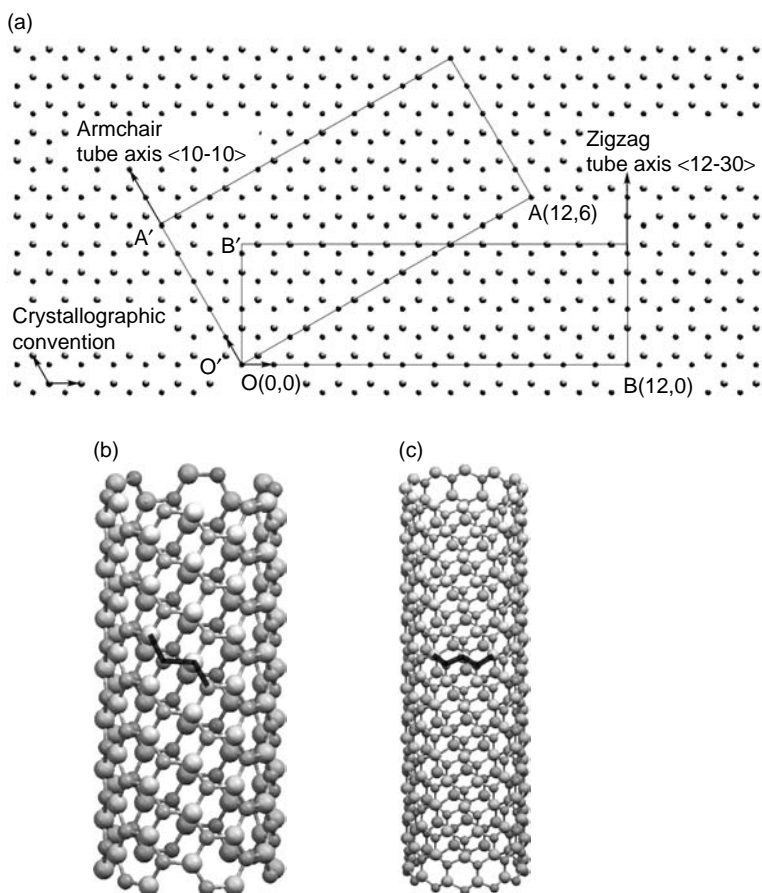 (a)
Armchair
tube axis <10-10>
Zigzag
tube axis <12-30>
A(12,6)
A′
B′
Crystallographic
convention
O′
O(0,0)
B(12,0)
(b)
(c)